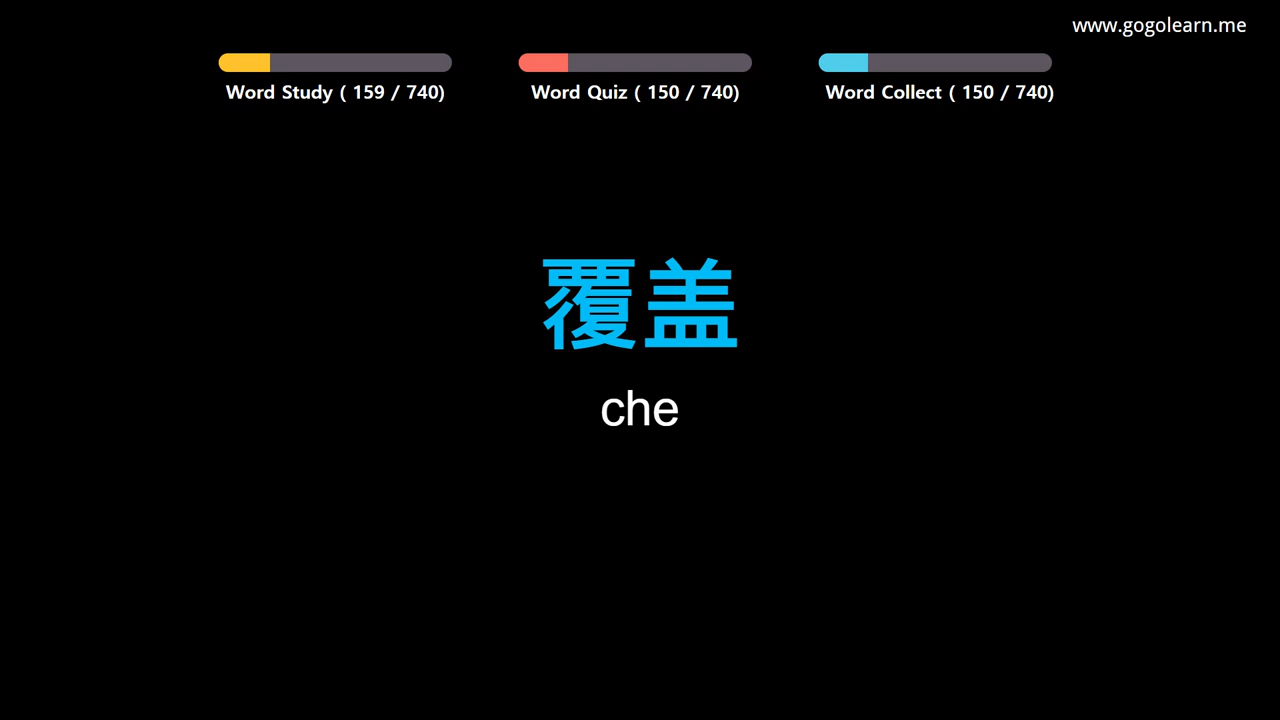 www.gogolearn.me
Word Study ( 159 / 740)
Word Quiz ( 150 / 740)
Word Collect ( 150 / 740)
覆盖
che